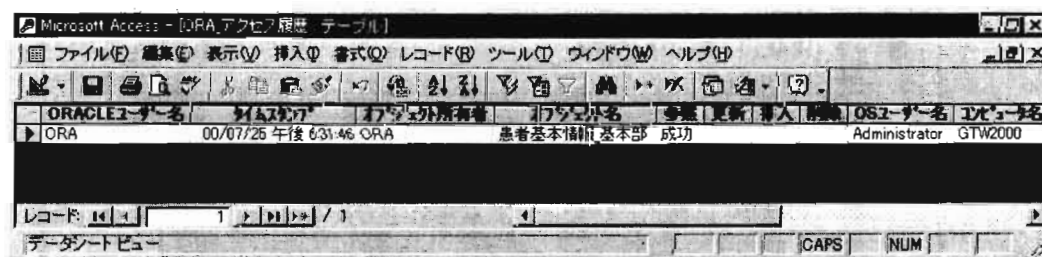 Microsoft Access - [ORA_アクセス履歴 : テーブル]
ファイル(F) 編集(E) 表示(V) 挿入(I) 書式(O) レコード(R) ツール(T) ウィンドウ(W) ヘルプ(H)
ORACLEユーザー名 タイムスタンプ オブジェクト所有者 オブジェクト名 参照 更新 挿入 削除 OSユーザー名 コンピュータ名
ORA 00/07/25 午後 6:31:46 ORA 患者基本情報_基本部 成功 Administrator GTW2000
レコード: 1 / 1
データシート ビュー CAPS NUM